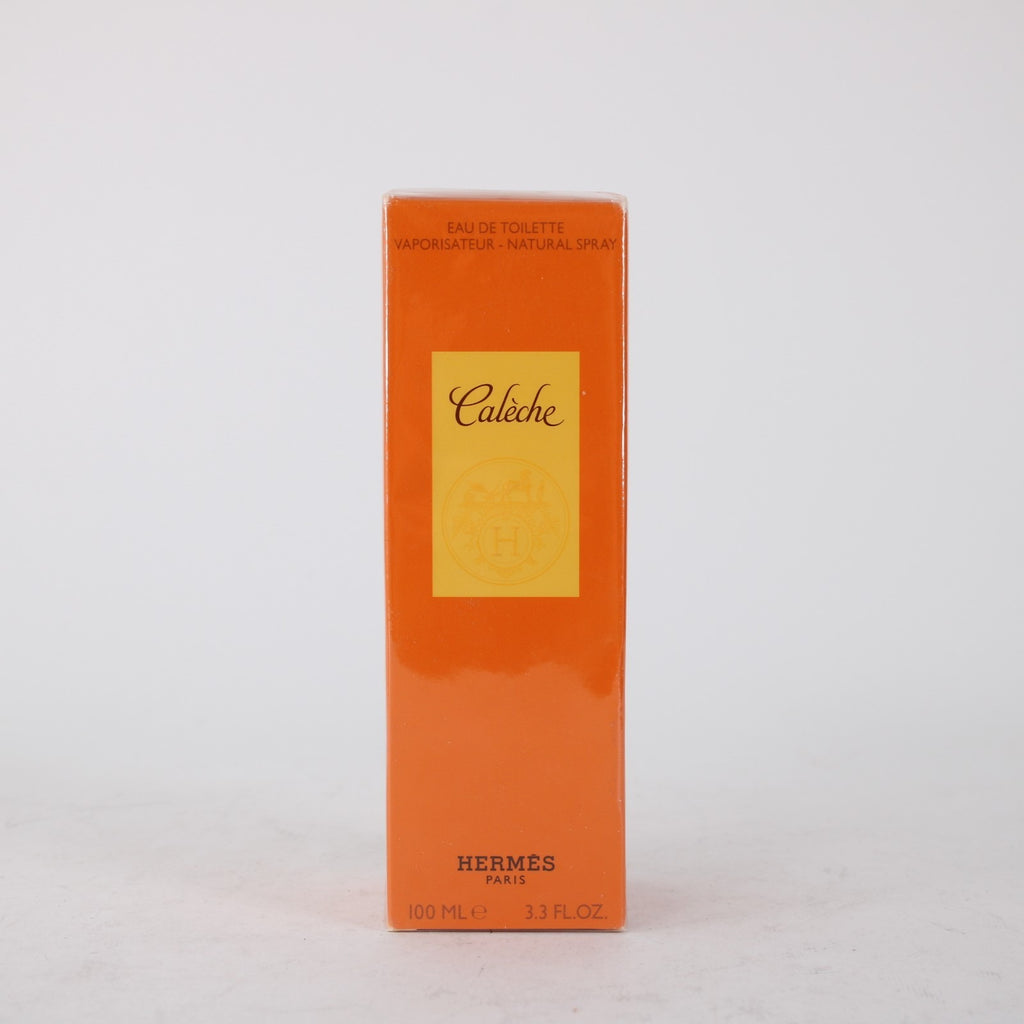 EAU DE TOILETTE
VAPORISATEUR - NATURAL SPRAY
Calèche
H
HERMÈS
PARIS
100 ML ℮ 3.3 FL.OZ.